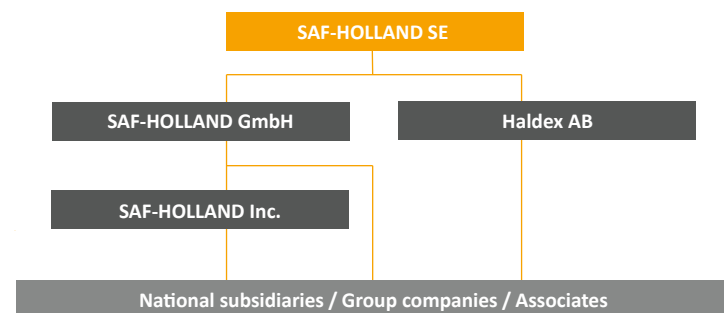 SAF-HOLLAND SE
SAF-HOLLAND GmbH
Haldex AB
SAF-HOLLAND Inc.
National subsidiaries / Group companies / Associates